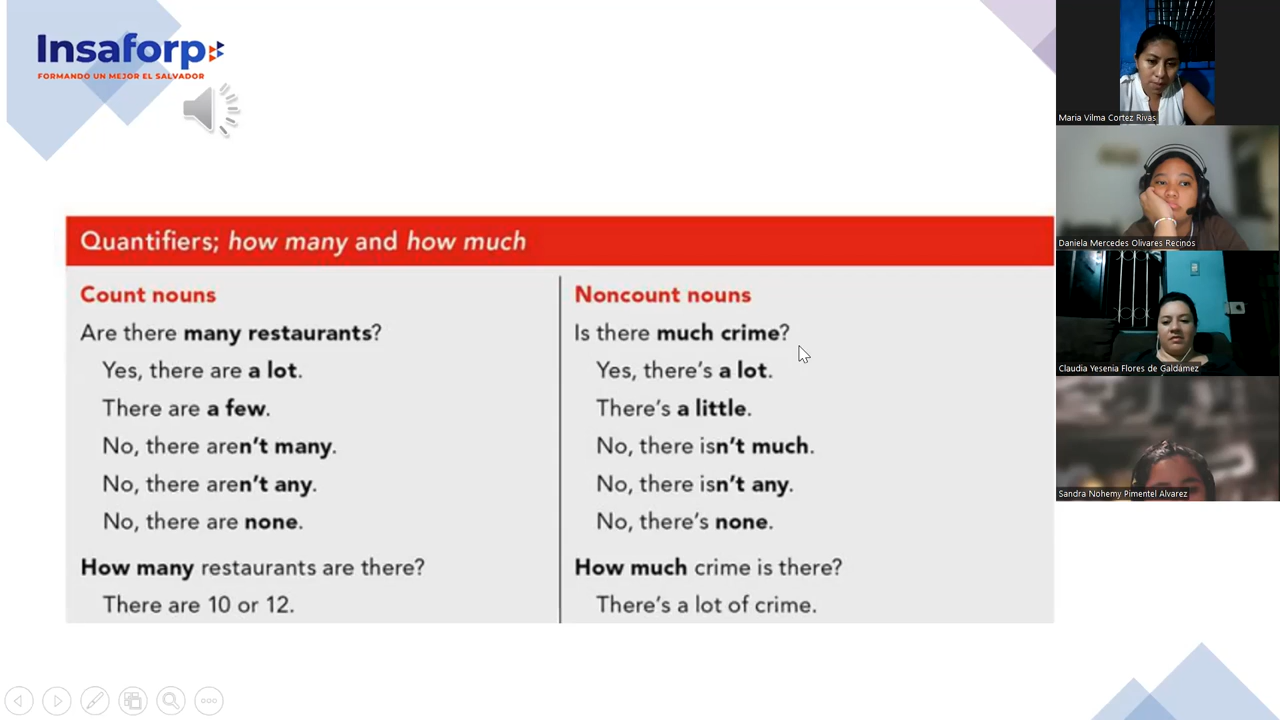 Insaforp
FORMANDO UN MEJOR EL SALVADOR
Quantifiers; how many and how much
Count nouns
Are there many restaurants?
Yes, there are a lot.
There are a few.
No, there aren't many.
No, there aren't any.
No, there are none.
How many restaurants are there?
There are 10 or 12.
Noncount nouns
Is there much crime?
Yes, there's a lot.
There's a little.
No, there isn't much.
No, there isn't any.
No, there's none.
How much crime is there?
There's a lot of crime.
Maria Vilma Cortez Rivas
Daniela Mercedes Olivares Recinos
Claudia Yesenia Flores de Galdámez
Sandra Nohemy Pimentel Alvarez